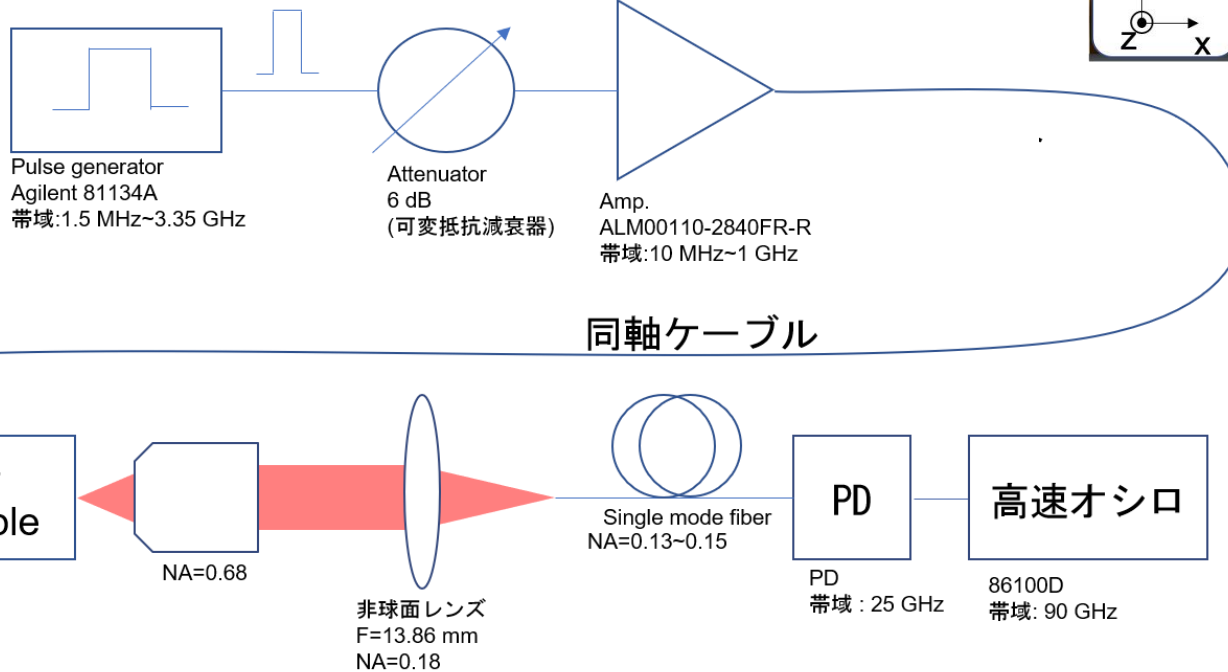 Z
X
Pulse generator
Agilent 81134A
帯域:1.5 MHz~3.35 GHz
Attenuator
6 dB
(可変抵抗減衰器)
Amp.
ALM00110-2840FR-R
帯域:10 MHz~1 GHz
同軸ケーブル
ple
NA=0.68
非球面レンズ
F=13.86 mm
NA=0.18
Single mode fiber
NA=0.13~0.15
PD
PD
帯域 : 25 GHz
高速オシロ
86100D
帯域: 90 GHz